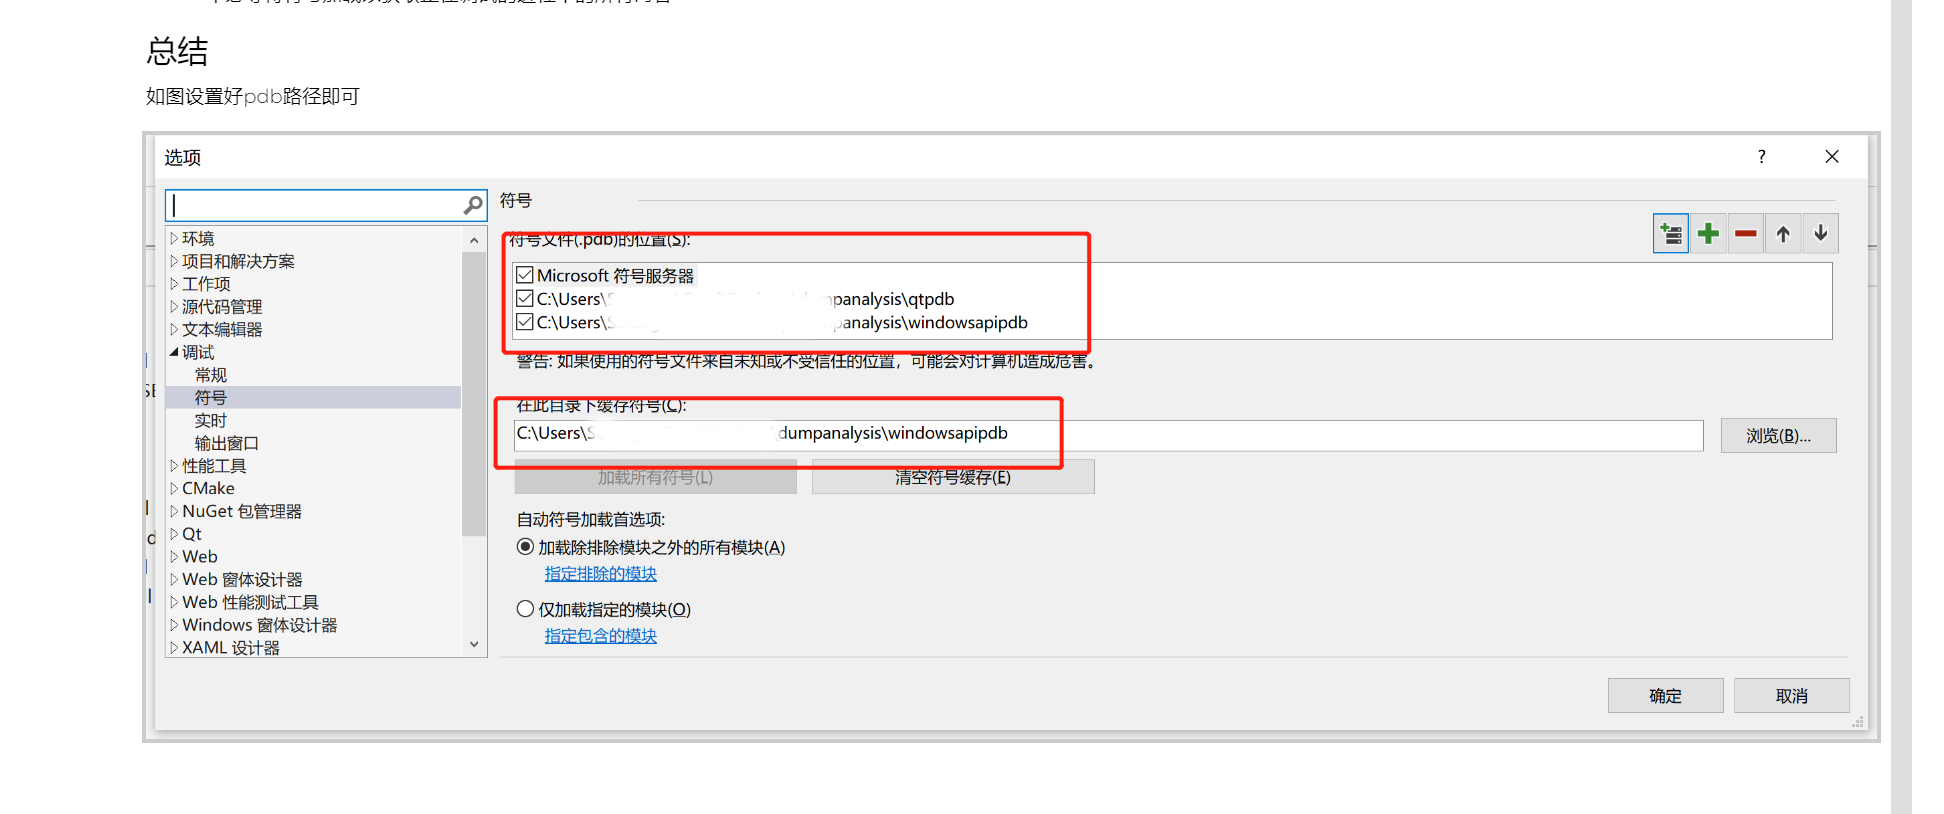 总结
如图设置好pdb路径即可
选项
?
符号
环境
项目和解决方案
工作项
源代码管理
文本编辑器
调试
常规
符号
实时
输出窗口
性能工具
CMake
NuGet 包管理器
Qt
Web
Web 窗体设计器
Web 性能测试工具
Windows 窗体设计器
XAML 设计器
符号文件(.pdb)的位置(S):
Microsoft 符号服务器
C:\Users\ panalysis\qtpdb
C:\Users\ panalysis\windowsapipdb
警告: 如果使用的符号文件来自未知或不受信任的位置，可能会对计算机造成危害。
在此目录下缓存符号(C):
C:\Users\ \dumpanalysis\windowsapipdb
浏览(B)...
加载所有符号(L)
清空符号缓存(E)
自动符号加载首选项:
加载除排除模块之外的所有模块(A)
指定排除的模块
仅加载指定的模块(O)
指定包含的模块
确定
取消